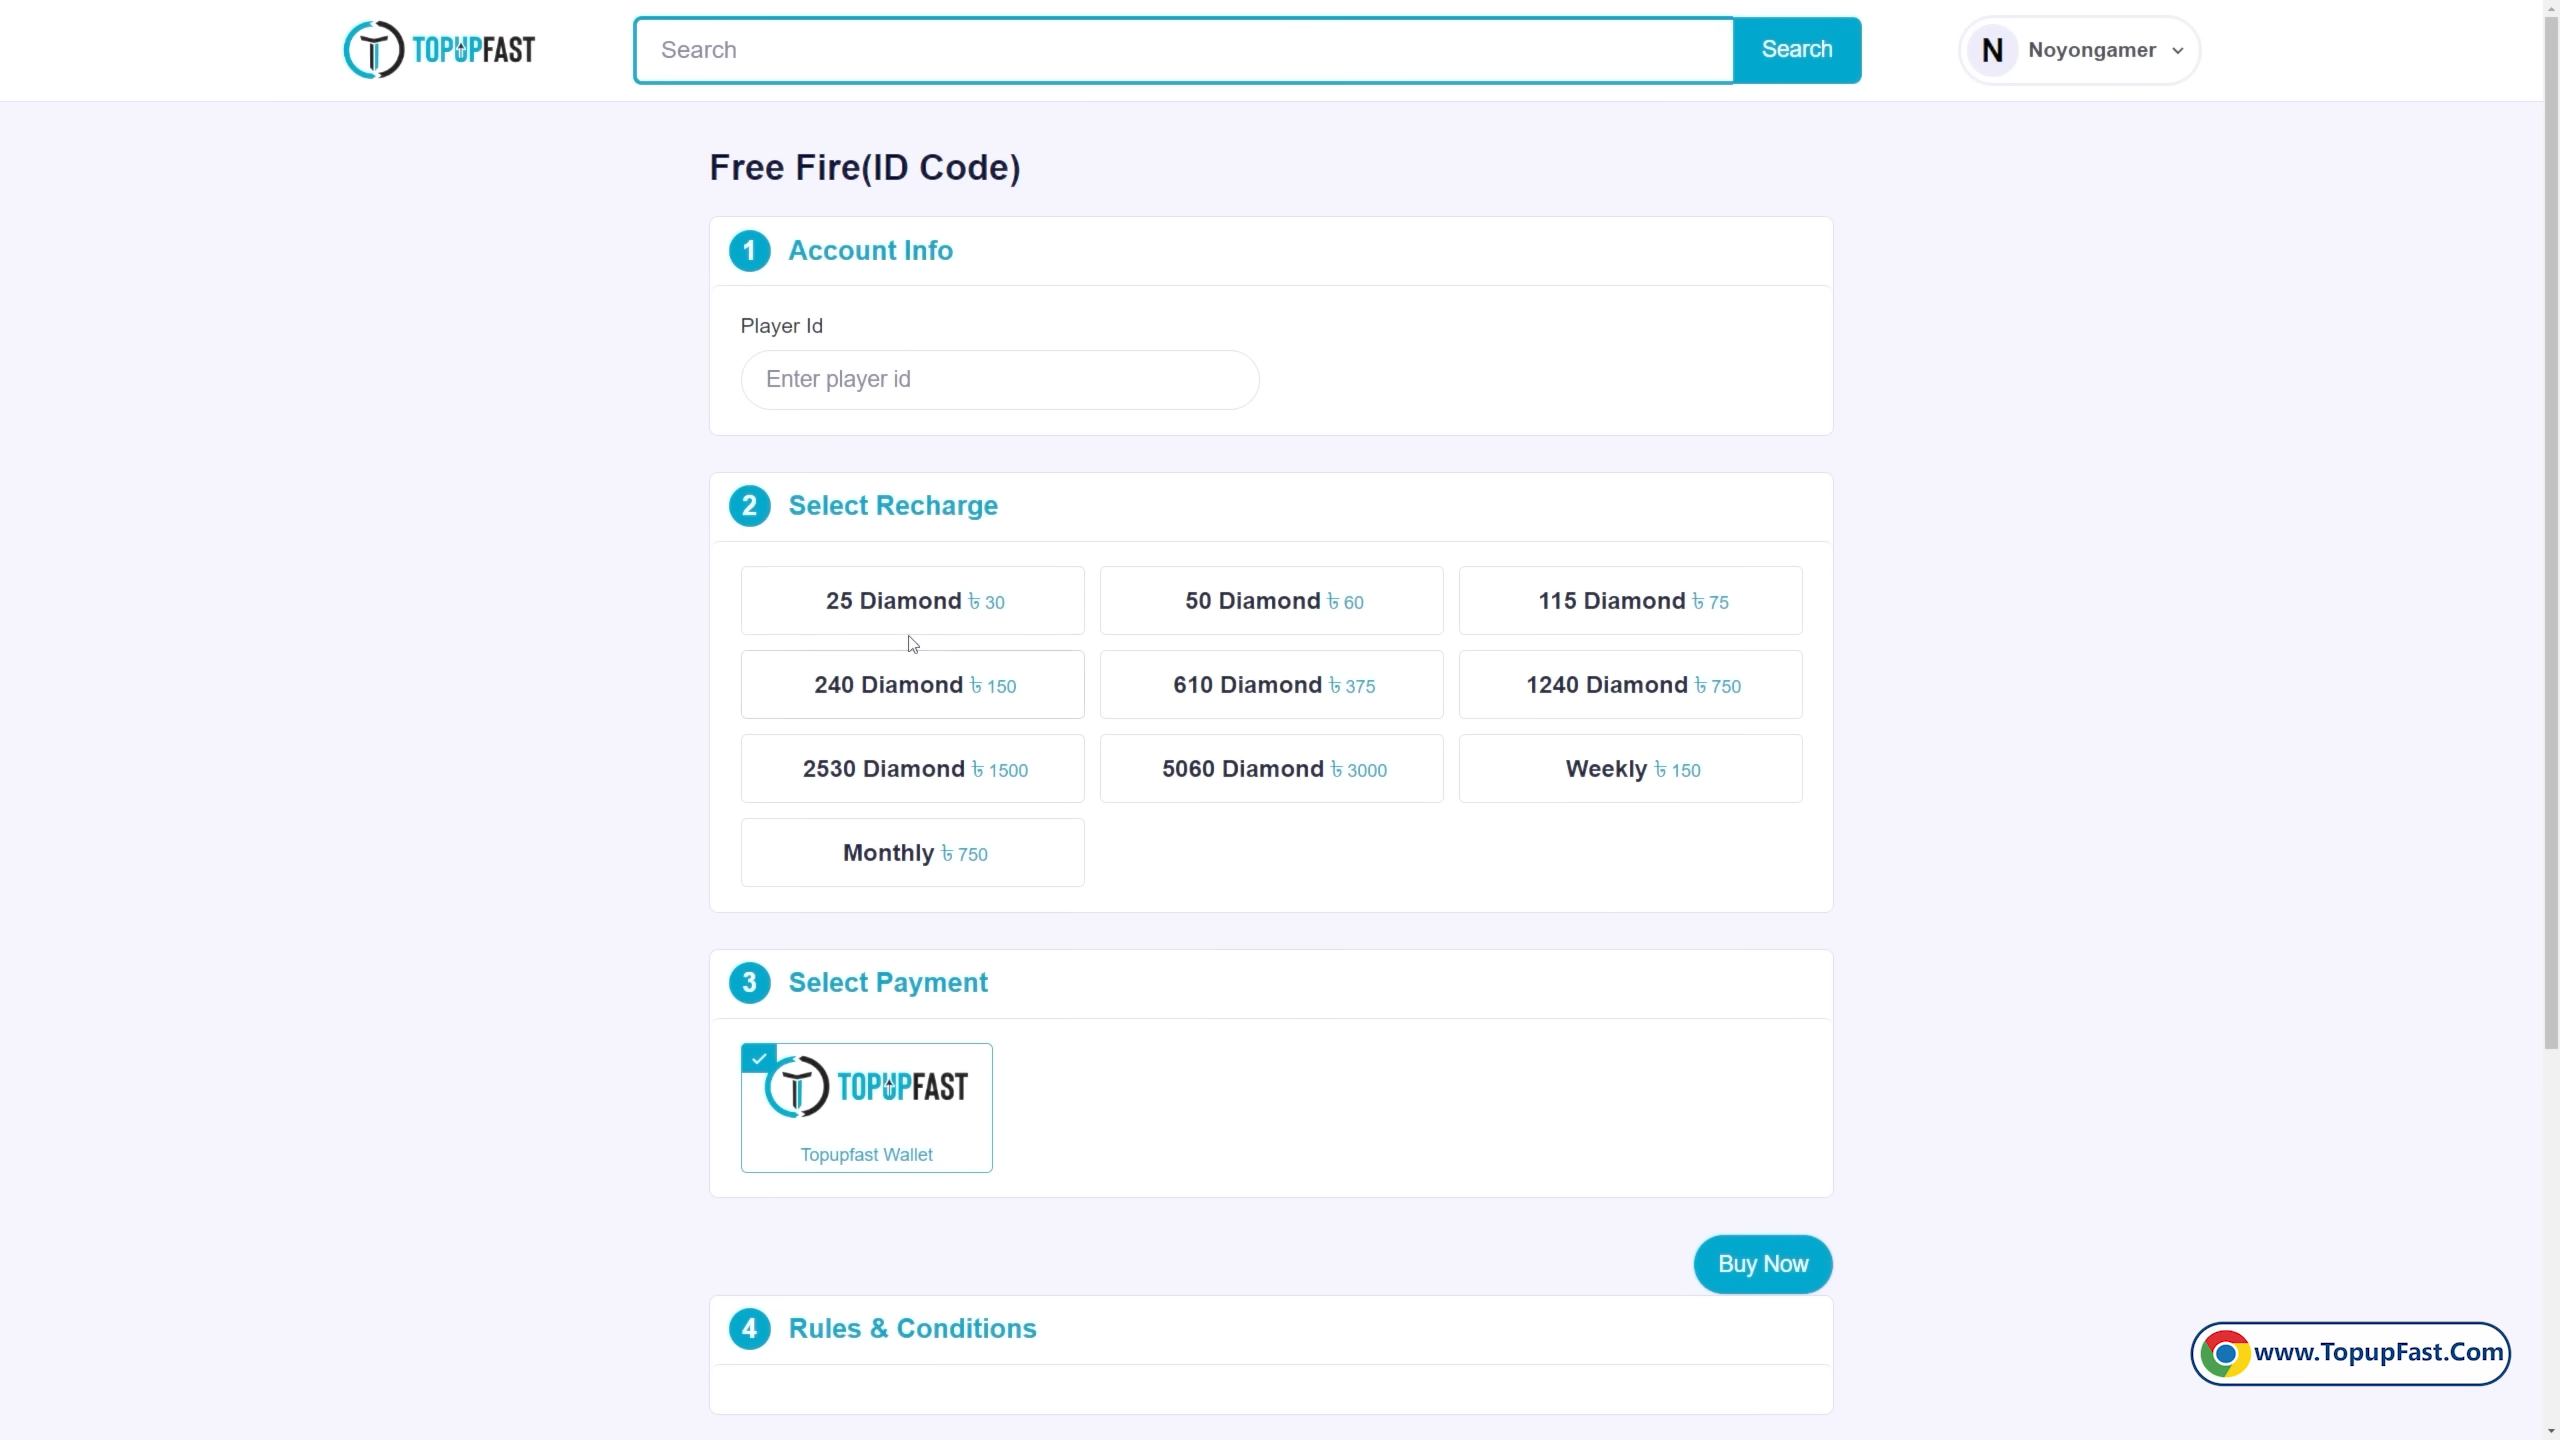 TOPUPFAST
Search
Search
N
Noyongamer
Free Fire(ID Code)
1
Account Info
Player Id
Enter player id
2
Select Recharge
25 Diamond ৳ 30
50 Diamond ৳ 60
115 Diamond ৳ 75
240 Diamond ৳ 150
610 Diamond ৳ 375
1240 Diamond ৳ 750
2530 Diamond ৳ 1500
5060 Diamond ৳ 3000
Weekly ৳ 150
Monthly ৳ 750
3
Select Payment
TOPUPFAST
Topupfast Wallet
Buy Now
4
Rules & Conditions
www.TopupFast.Com